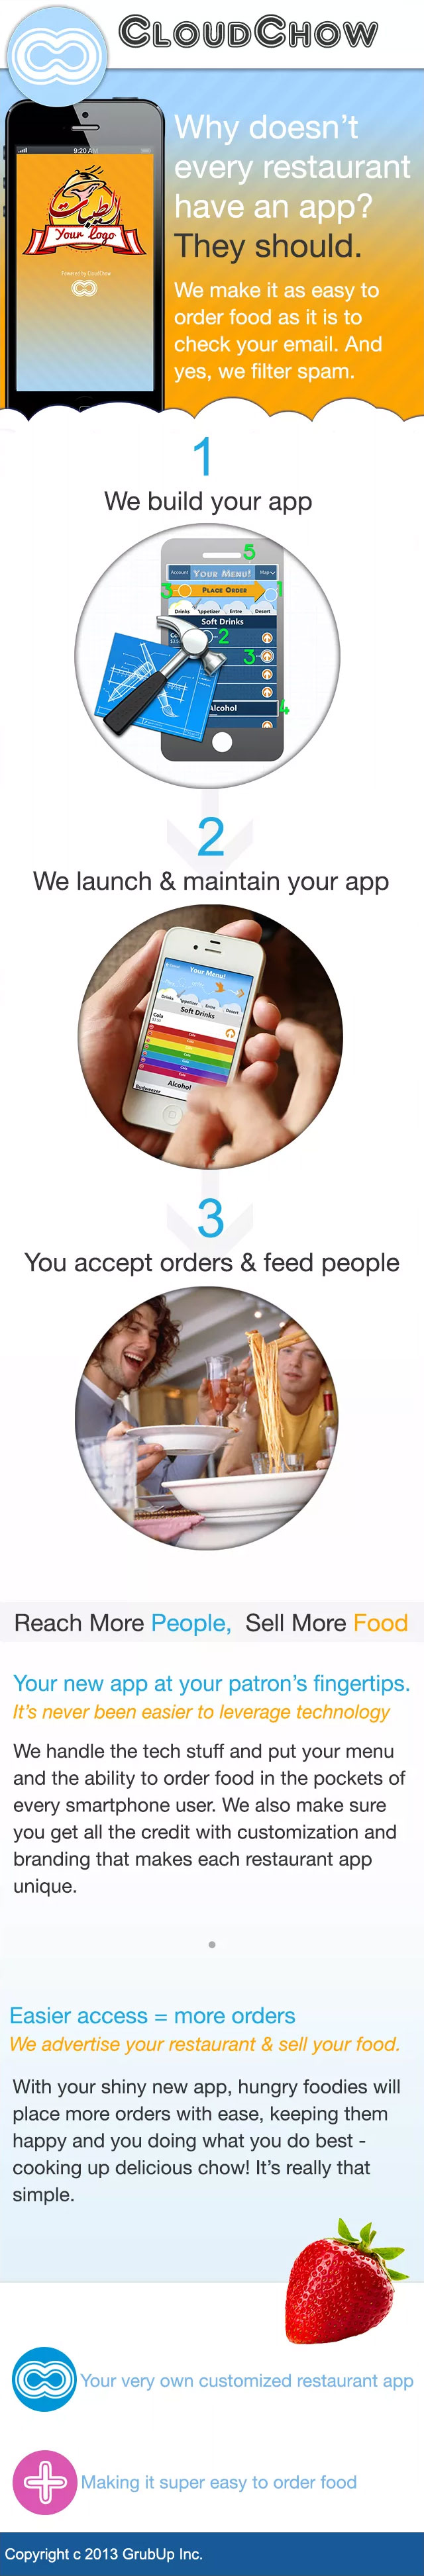 CloudChow
Why doesn't
every restaurant
have an app?
They should.
We make it as easy to
order food as it is to
check your email. And
yes, we filter spam.
9:20 AM
Your Logo
Powered by CloudChow
1
We build your app
5
Account
YOUR MENU!
Map
3
PLACE ORDER
1
Drinks
Appetizer
Entre
Desert
Soft Drinks
2
3
Alcohol
4
2
We launch & maintain your app
Your Menu!
Drinks
Appetizer
Entre
Desert
Soft Drinks
Cola
Alcohol
Budweezer
3
You accept orders & feed people
Reach More People, Sell More Food
Your new app at your patron's fingertips.
It's never been easier to leverage technology
We handle the tech stuff and put your menu
and the ability to order food in the pockets of
every smartphone user. We also make sure
you get all the credit with customization and
branding that makes each restaurant app
unique.
Easier access = more orders
We advertise your restaurant & sell your food.
With your shiny new app, hungry foodies will
place more orders with ease, keeping them
happy and you doing what you do best -
cooking up delicious chow! It's really that
simple.
Your very own customized restaurant app
Making it super easy to order food
Copyright c 2013 GrubUp Inc.